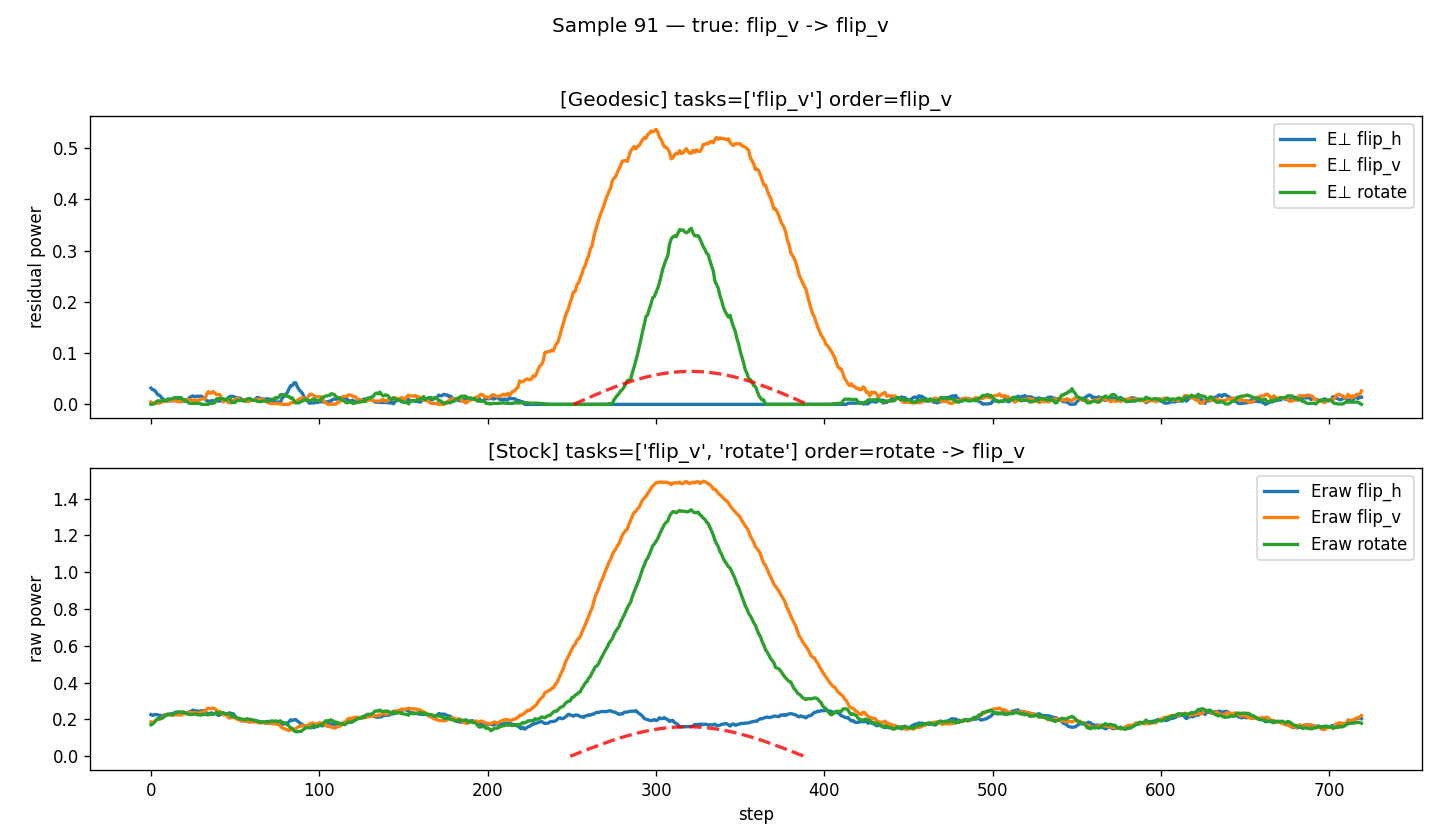 Sample 91 — true: flip_v -> flip_v
[Geodesic] tasks=['flip_v'] order=flip_v
residual power
0.5
0.4
0.3
0.2
0.1
0.0
E⊥ flip_h
E⊥ flip_v
E⊥ rotate
[Stock] tasks=['flip_v', 'rotate'] order=rotate -> flip_v
raw power
1.4
1.2
1.0
0.8
0.6
0.4
0.2
0.0
Eraw flip_h
Eraw flip_v
Eraw rotate
0 100 200 300 400 500 600 700
step